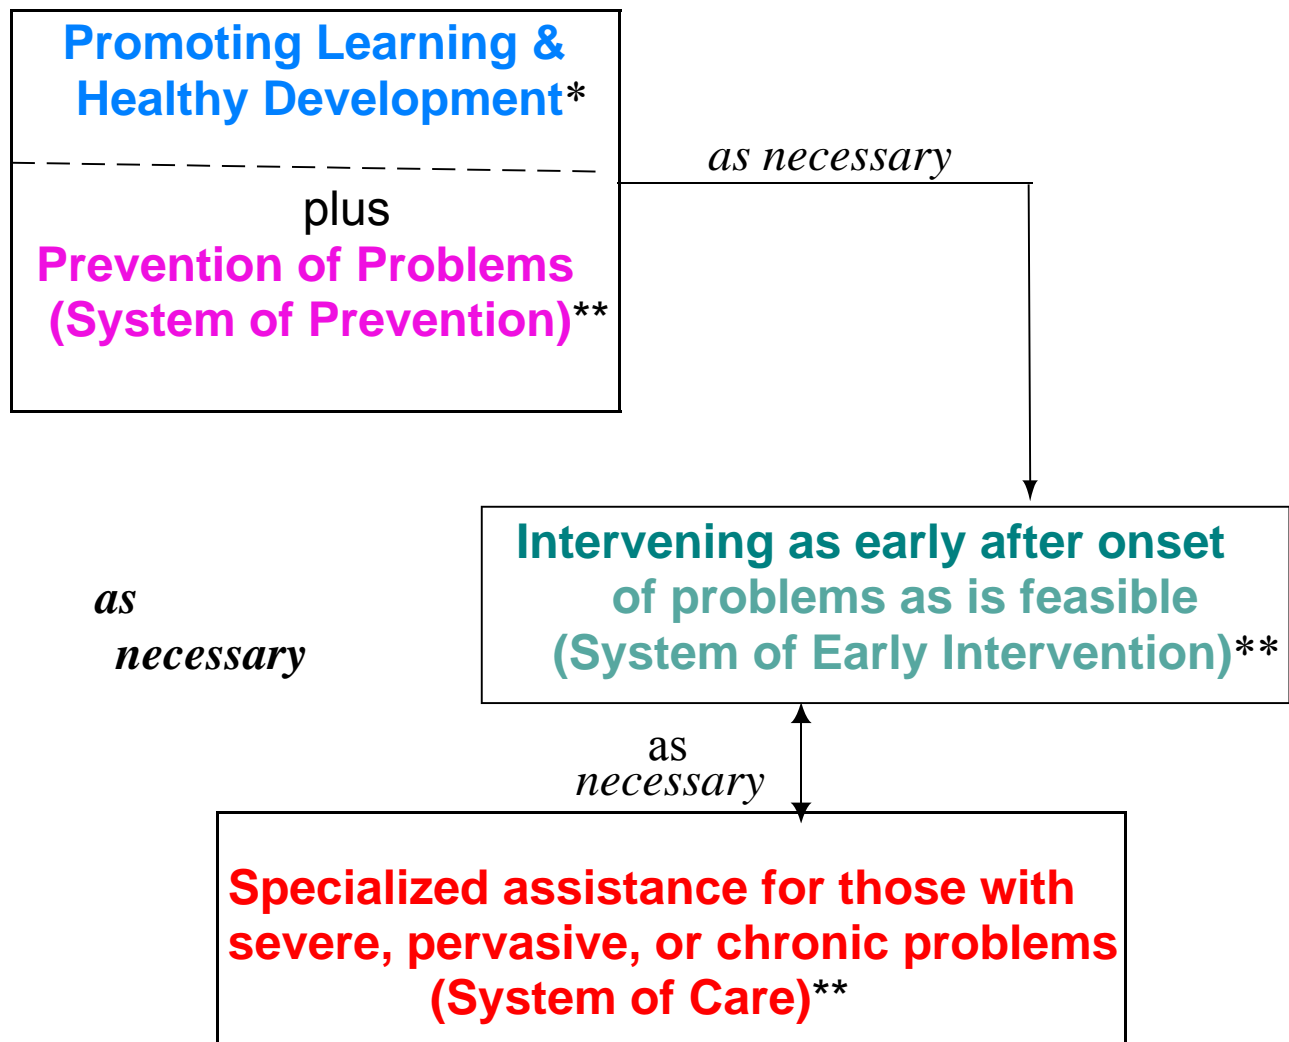 Promoting Learning &
Healthy Development*
as necessary
plus
Prevention of Problems
(System of Prevention)**
Intervening as early after onset
of problems as is feasible
(System of Early Intervention)**
as
necessary
as
necessary
Specialized assistance for those with
severe, pervasive, or chronic problems
(System of Care)**